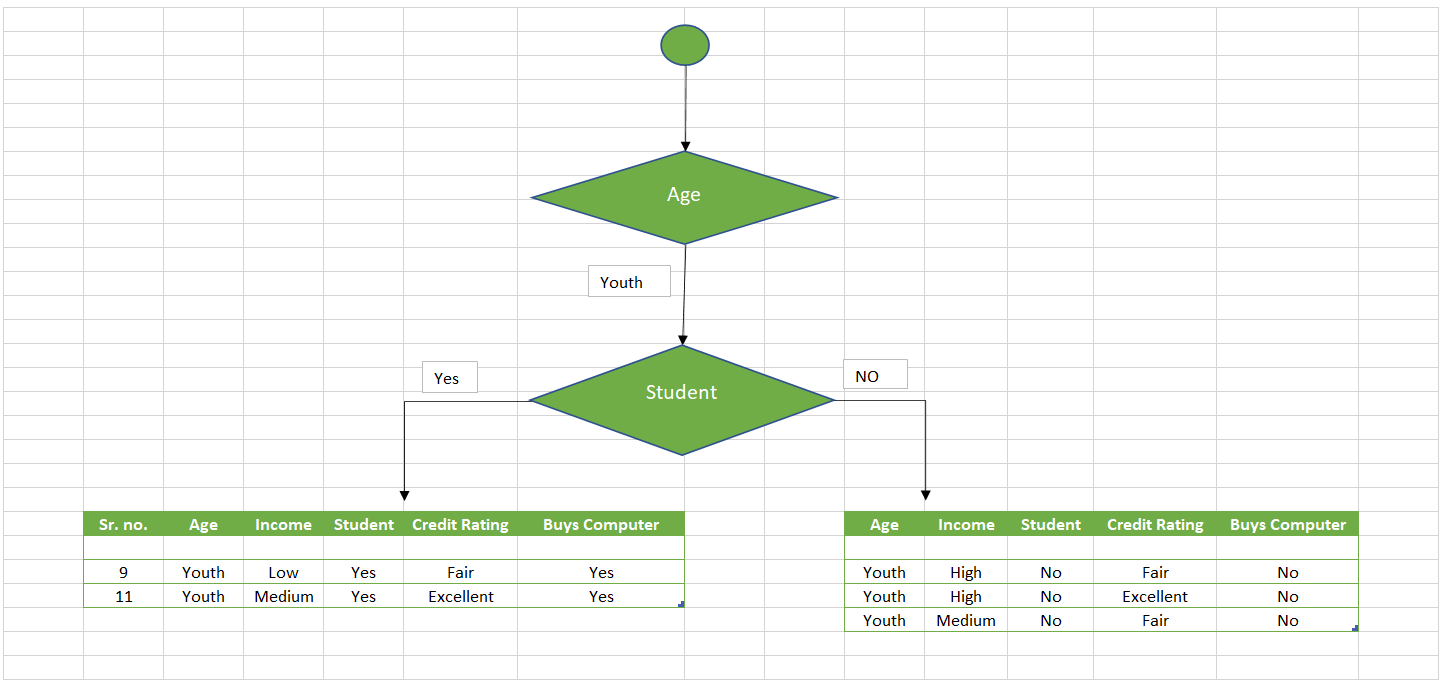 Age
Youth
Yes
NO
Student
Sr. no. Age Income Student Credit Rating Buys Computer
9 Youth Low Yes Fair Yes
11 Youth Medium Yes Excellent Yes
Age Income Student Credit Rating Buys Computer
Youth High No Fair No
Youth High No Excellent No
Youth Medium No Fair No